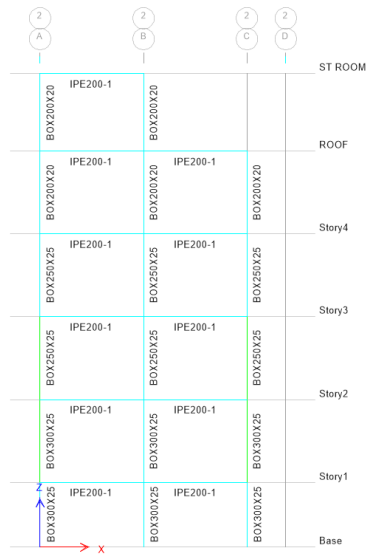 2 2 2 2
A B C D
ST ROOM
IPE200-1
BOX200X20 BOX200X20
ROOF
IPE200-1 IPE200-1
BOX200X20 BOX200X20 BOX200X20
Story4
IPE200-1 IPE200-1
BOX250X25 BOX250X25 BOX250X25
Story3
IPE200-1 IPE200-1
BOX250X25 BOX250X25 BOX250X25
Story2
IPE200-1 IPE200-1
BOX300X25 BOX300X25 BOX300X25
Story1
Z
IPE200-1 IPE200-1
BOX300X25 BOX300X25 BOX300X25
Base
X